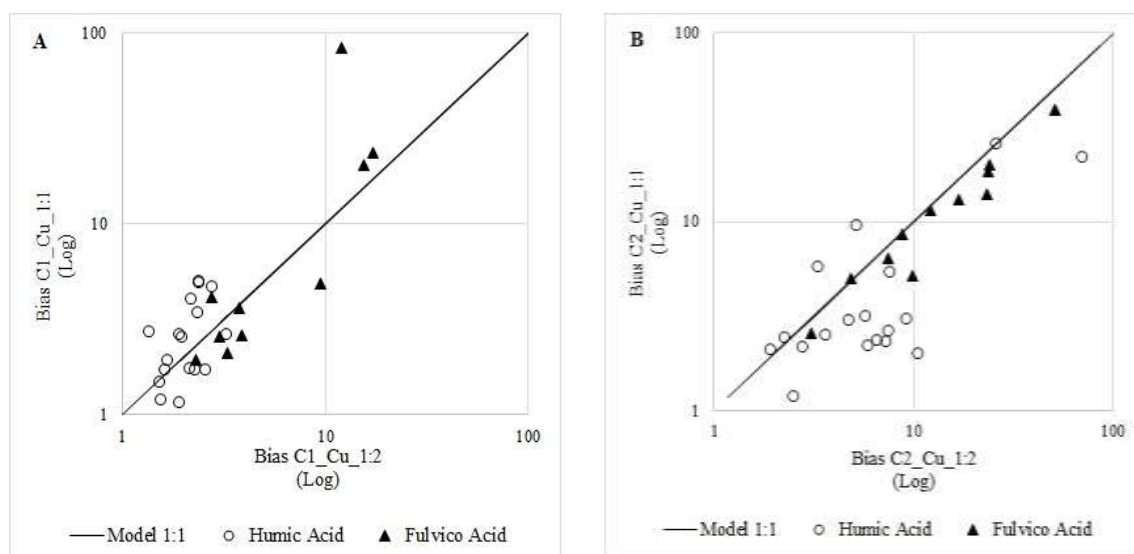 A
100
10
1
1
10
100
Bias C1_Cu_1:1
(Log)
Bias C1_Cu_1:2
(Log)
Model 1:1
Humic Acid
Fulvico Acid
B
100
10
1
1
10
100
Bias C2_Cu_1:1
(Log)
Bias C2_Cu_1:2
(Log)
Model 1:1
Humic Acid
Fulvico Acid